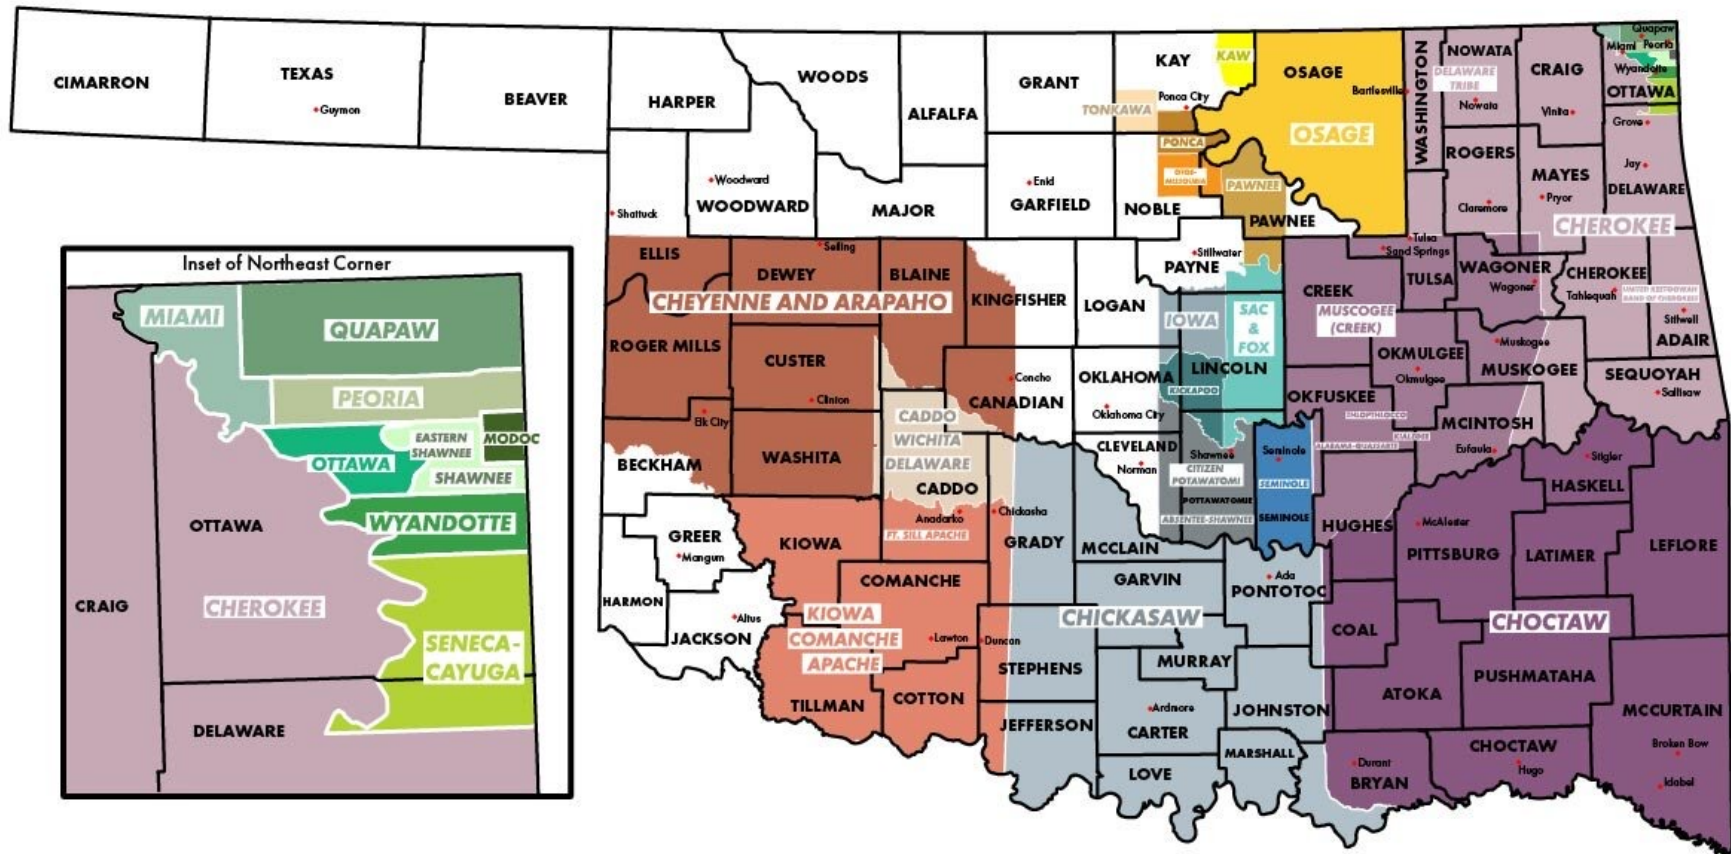 CIMARRON
TEXAS
Guymon
BEAVER
HARPER
WOODS
ALFALFA
GRANT
KAY
KAW
Ponca City
TONKAWA
PONCA
PAWNEE
PAWNEE
OSAGE
OSAGE
Bartlesville
WASHINGTON
NOWATA
DELAWARE
TRIBE
Nowata
CRAIG
Vinita
Quapaw
Miami
Peoria
Wyandotte
OTTAWA
Grove
Woodward
WOODWARD
Shattuck
MAJOR
Enid
GARFIELD
NOBLE
ROGERS
Claremore
MAYES
Pryor
Jay
DELAWARE
CHEROKEE
ELLIS
Seiling
DEWEY
BLAINE
CHEYENNE AND ARAPAHO
KINGFISHER
LOGAN
Stillwater
PAYNE
Tulsa
Sand Springs
TULSA
WAGONER
Wagoner
CHEROKEE
Tahlequah
UNITED KEETOOWAH
BAND OF CHEROKEES
Stilwell
ADAIR
CREEK
MUSCOGEE
(CREEK)
IOWA
SAC
&
FOX
ROGER MILLS
CUSTER
Clinton
Elk City
Concho
CANADIAN
OKLAHOMA
Oklahoma City
LINCOLN
KICKAPOO
OKMULGEE
Okmulgee
OKFUSKEE
Muskogee
MUSKOGEE
SEQUOYAH
Sallisaw
MCINTOSH
Eufaula
KIALEGEE
ALABAMA-QUASSARTE
BECKHAM
WASHITA
CADDO
WICHITA
DELAWARE
CADDO
Anadarko
FT. SILL APACHE
Chickasha
CLEVELAND
Norman
Shawnee
CITIZEN
POTAWATOMI
POTTAWATOMIE
ABSENTEE-SHAWNEE
Seminole
SEMINOLE
SEMINOLE
HUGHES
Stigler
HASKELL
McAlester
PITTSBURG
LATIMER
LEFLORE
GREER
Mangum
HARMON
Altus
JACKSON
KIOWA
COMANCHE
KIOWA
COMANCHE
APACHE
Lawton
TILLMAN
COTTON
GRADY
MCCLAIN
GARVIN
CHICKASAW
Ada
PONTOTOC
Duncan
STEPHENS
MURRAY
JEFFERSON
Ardmore
CARTER
JOHNSTON
MARSHALL
LOVE
COAL
ATOKA
CHOCTAW
PUSHMATAHA
MCCURTAIN
Broken Bow
Idabel
CHOCTAW
Hugo
Durant
BRYAN
Inset of Northeast Corner
MIAMI
QUAPAW
PEORIA
OTTAWA
EASTERN
SHAWNEE
MODOC
SHAWNEE
WYANDOTTE
OTTAWA
CRAIG
CHEROKEE
SENECA-
CAYUGA
DELAWARE